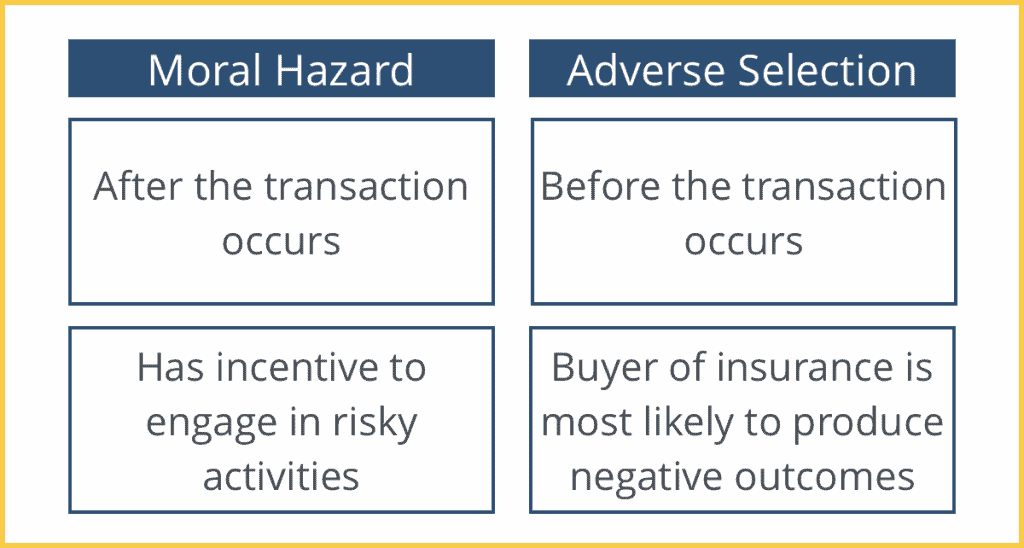 Moral Hazard
Adverse Selection
After the transaction
occurs
Before the transaction
occurs
Has incentive to
engage in risky
activities
Buyer of insurance is
most likely to produce
negative outcomes